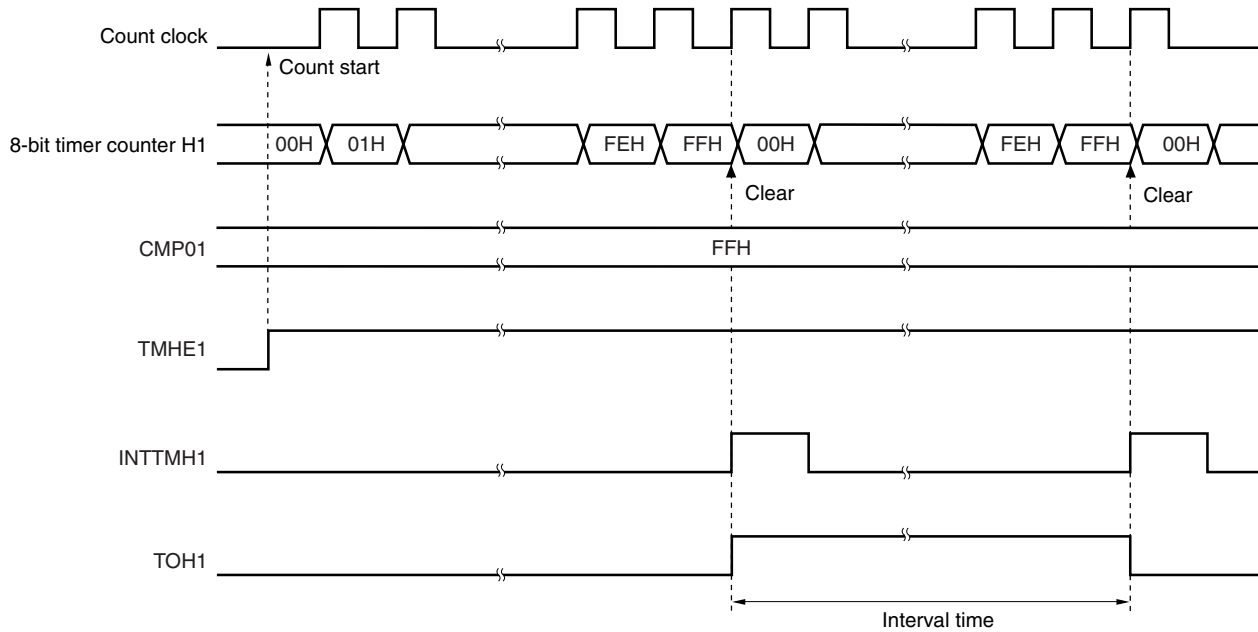 Count clock
Count start
8-bit timer counter H1
00H 01H FEH FFH 00H FEH FFH 00H
Clear Clear
CMP01
FFH
TMHE1
INTTMH1
TOH1
Interval time